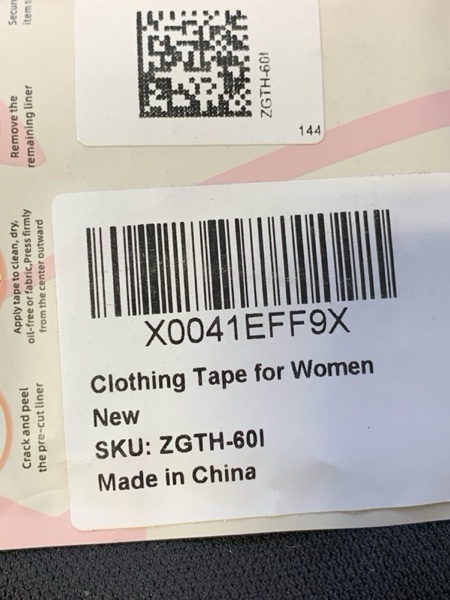 Secure
item t
Remove the
remaining liner
Apply tape to clean, dry,
oil-free or fabric,Press firmly
from the center outward
Crack and peel
the pre-cut liner
ZGTH-60I
144
X0041EFF9X
Clothing Tape for Women
New
SKU: ZGTH-60I
Made in China